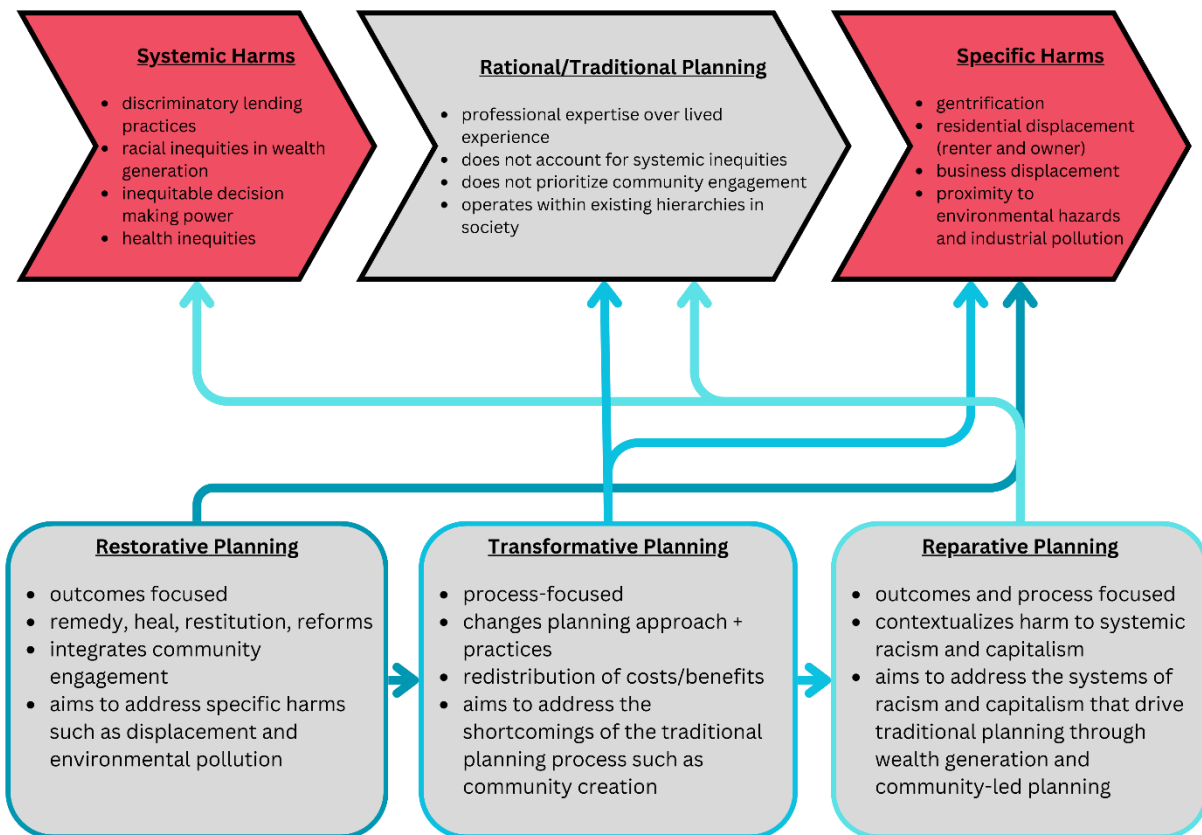 Systemic Harms
• discriminatory lending
practices
• racial inequities in wealth
generation
• inequitable decision
making power
• health inequities
Rational/Traditional Planning
• professional expertise over lived
experience
• does not account for systemic inequities
• does not prioritize community engagement
• operates within existing hierarchies in
society
Specific Harms
• gentrification
• residential displacement
(renter and owner)
• business displacement
• proximity to
environmental hazards
and industrial pollution
Restorative Planning
• outcomes focused
• remedy, heal, restitution, reforms
• integrates community
engagement
• aims to address specific harms
such as displacement and
environmental pollution
Transformative Planning
• process-focused
• changes planning approach +
practices
• redistribution of costs/benefits
• aims to address the
shortcomings of the traditional
planning process such as
community creation
Reparative Planning
• outcomes and process focused
• contextualizes harm to systemic
racism and capitalism
• aims to address the systems of
racism and capitalism that drive
traditional planning through
wealth generation and
community-led planning